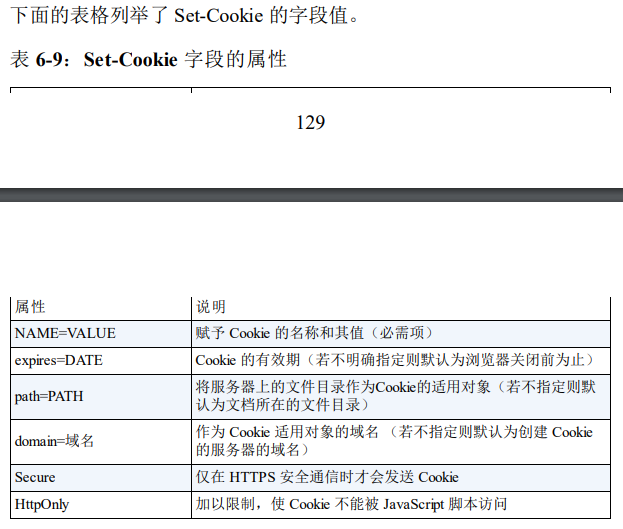 下面的表格列举了 Set-Cookie 的字段值。
表 6-9：Set-Cookie 字段的属性
129
属性 说明
NAME=VALUE 赋予 Cookie 的名称和其值（必需项）
expires=DATE Cookie 的有效期（若不明确指定则默认为浏览器关闭前为止）
path=PATH 将服务器上的文件目录作为Cookie的适用对象（若不指定则默
认为文档所在的文件目录）
domain=域名 作为 Cookie 适用对象的域名 （若不指定则默认为创建 Cookie
的服务器的域名）
Secure 仅在 HTTPS 安全通信时才会发送 Cookie
HttpOnly 加以限制，使 Cookie 不能被 JavaScript 脚本访问